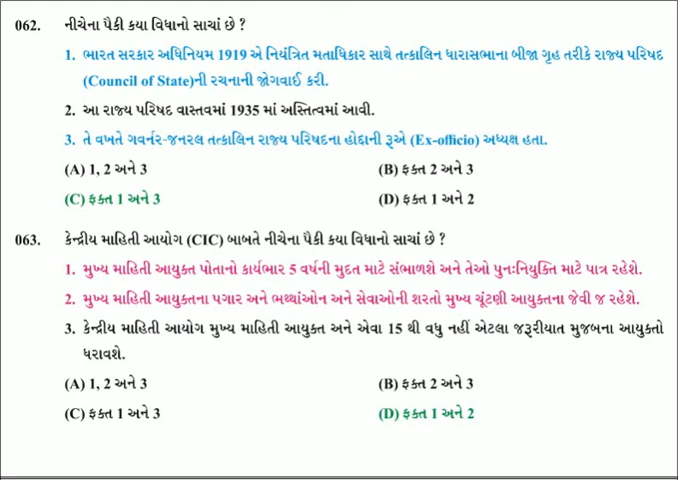 062. નીચેના પૈકી કયા વિધાનો સાચાં છે ?
1. ભારત સરકાર અધિનિયમ 1919 એ નિયંત્રિત મતાધિકાર સાથે તત્કાલિન ધારાસભાના બીજા ગૃહ તરીકે રાજ્ય પરિષદ
(Council of State)ની રચનાની જોગવાઈ કરી.
2. આ રાજ્ય પરિષદ વાસ્તવમાં 1935 માં અસ્તિત્વમાં આવી.
3. તે વખતે ગવર્નર-જનરલ તત્કાલિન રાજ્ય પરિષદના હોદ્દાની રૂએ (Ex-officio) અધ્યક્ષ હતા.
(A) 1, 2 અને 3 (B) ફક્ત 2 અને 3
(C) ફક્ત 1 અને 3 (D) ફક્ત 1 અને 2
063. કેન્દ્રીય માહિતી આયોગ (CIC) બાબતે નીચેના પૈકી કયા વિધાનો સાચાં છે ?
1. મુખ્ય માહિતી આયુક્ત પોતાનો કાર્યભાર 5 વર્ષની મુદત માટે સંભાળશે અને તેઓ પુનઃનિયુક્તિ માટે પાત્ર રહેશે.
2. મુખ્ય માહિતી આયુક્તના પગાર અને ભથ્થાંઓન અને સેવાઓની શરતો મુખ્ય ચૂંટણી આયુક્તના જેવી જ રહેશે.
3. કેન્દ્રીય માહિતી આયોગ મુખ્ય માહિતી આયુક્ત અને એવા 15 થી વધુ નહીં એટલા જરૂરીયાત મુજબના આયુક્તો
ધરાવશે.
(A) 1, 2 અને 3 (B) ફક્ત 2 અને 3
(C) ફક્ત 1 અને 3 (D) ફક્ત 1 અને 2